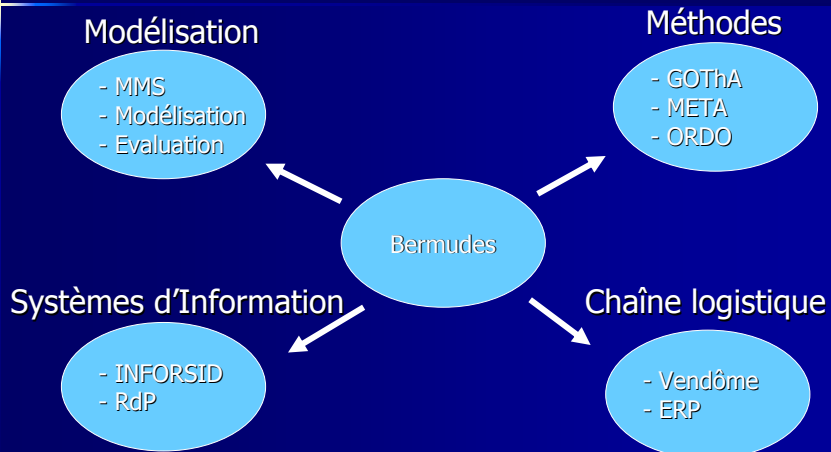 Modélisation
- MMS
- Modélisation
- Evaluation
Méthodes
- GOThA
- META
- ORDO
Bermudes
Systèmes d’Information
- INFORSID
- RdP
Chaîne logistique
- Vendôme
- ERP